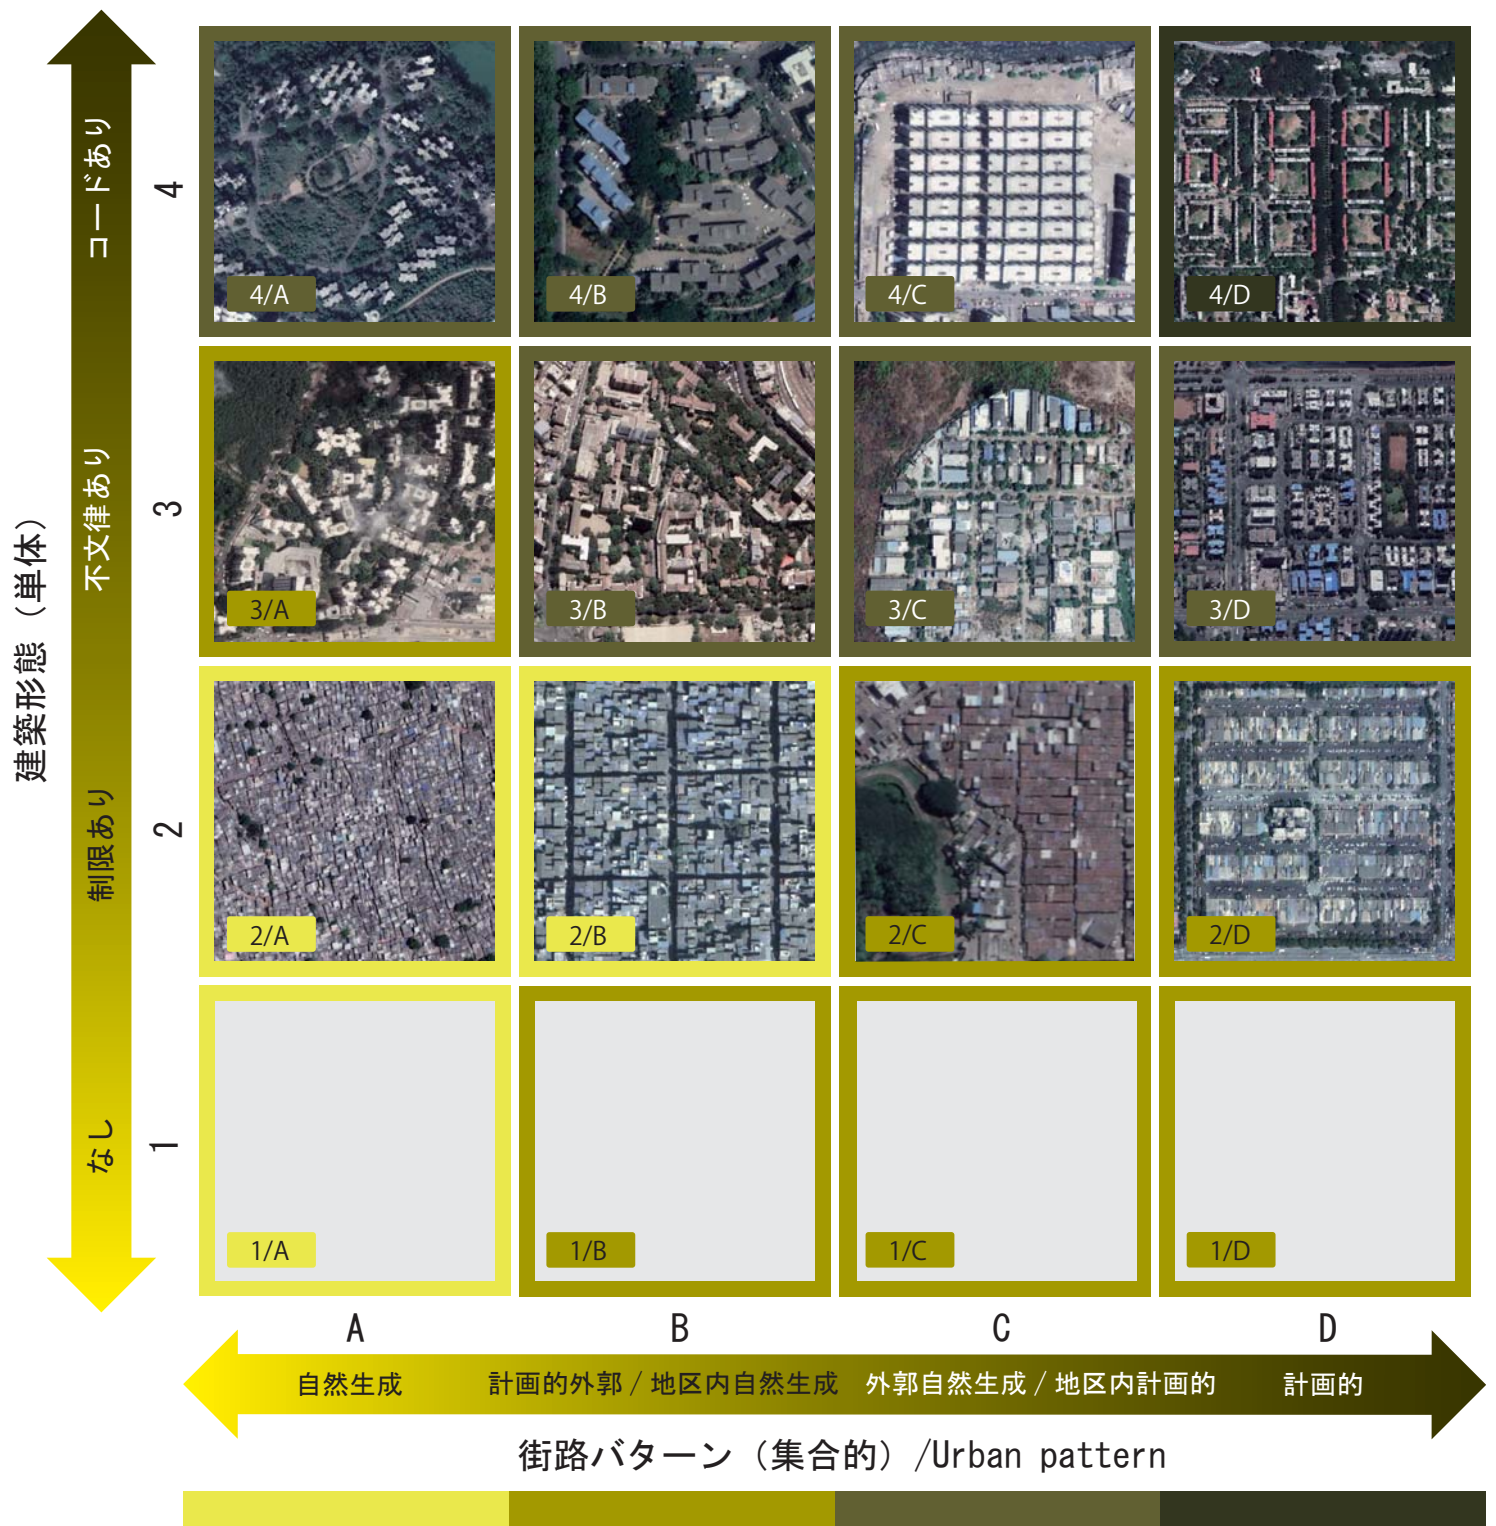 建築形態（単体）
コードあり
不文律あり
制限あり
なし
4
3
2
1
4/A
4/B
4/C
4/D
3/A
3/B
3/C
3/D
2/A
2/B
2/C
2/D
1/A
1/B
1/C
1/D
A
B
C
D
自然生成
計画的外郭 / 地区内自然生成
外郭自然生成 / 地区内計画的
計画的
街路バターン（集合的）/Urban pattern